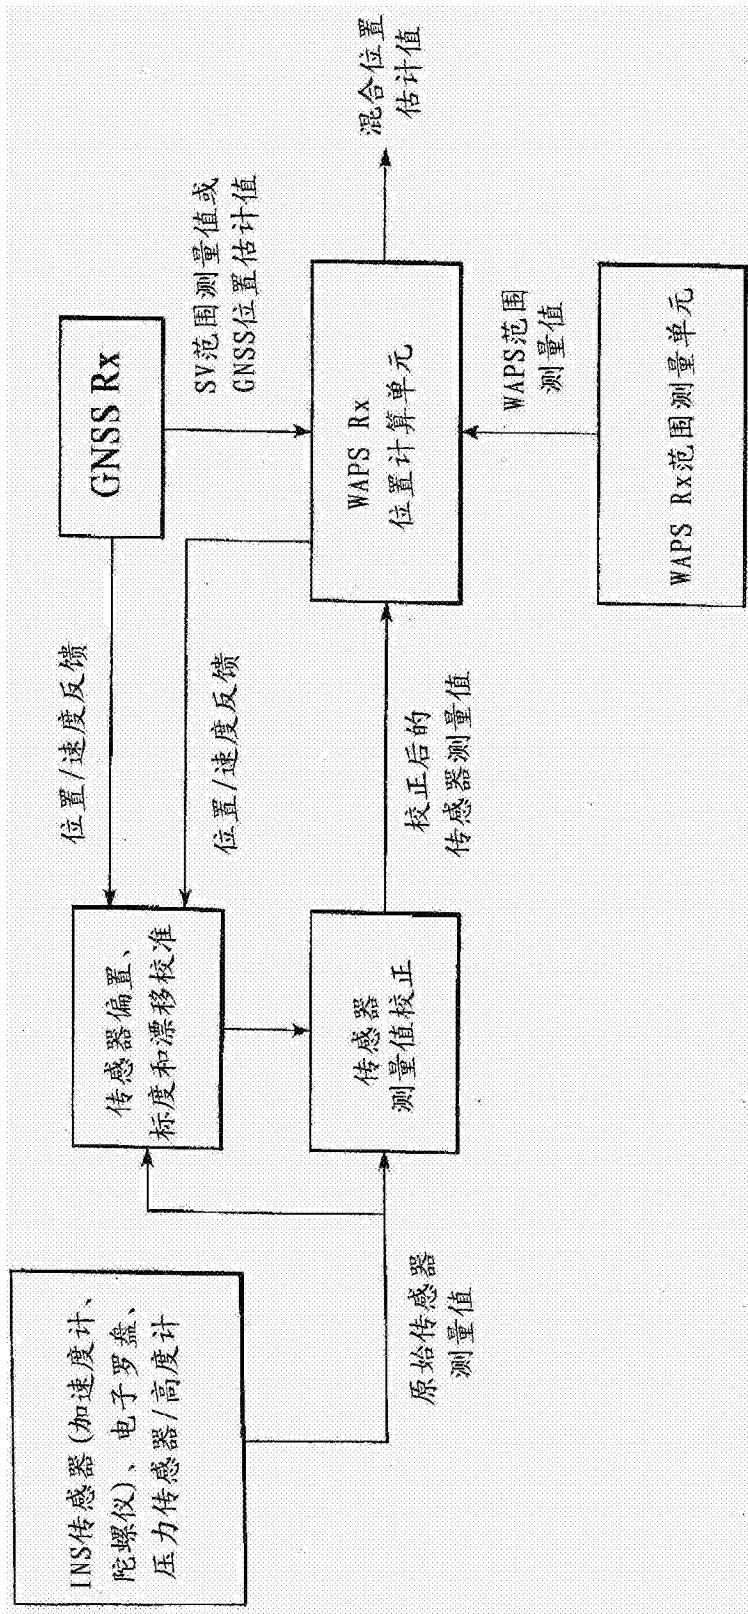 INS传感器(加速度计、
陀螺仪)、电子罗盘、
压力传感器/高度计
原始传感器
测量值
传感器偏置、
标度和漂移校准
传感器
测量值校正
位置/速度反馈
位置/速度反馈
校正后的
传感器测量值
GNSS Rx
SV范围测量值或
GNSS位置估计值
WAPS Rx
位置计算单元
WAPS范围
测量值
WAPS Rx范围测量单元
混合位置
估计值